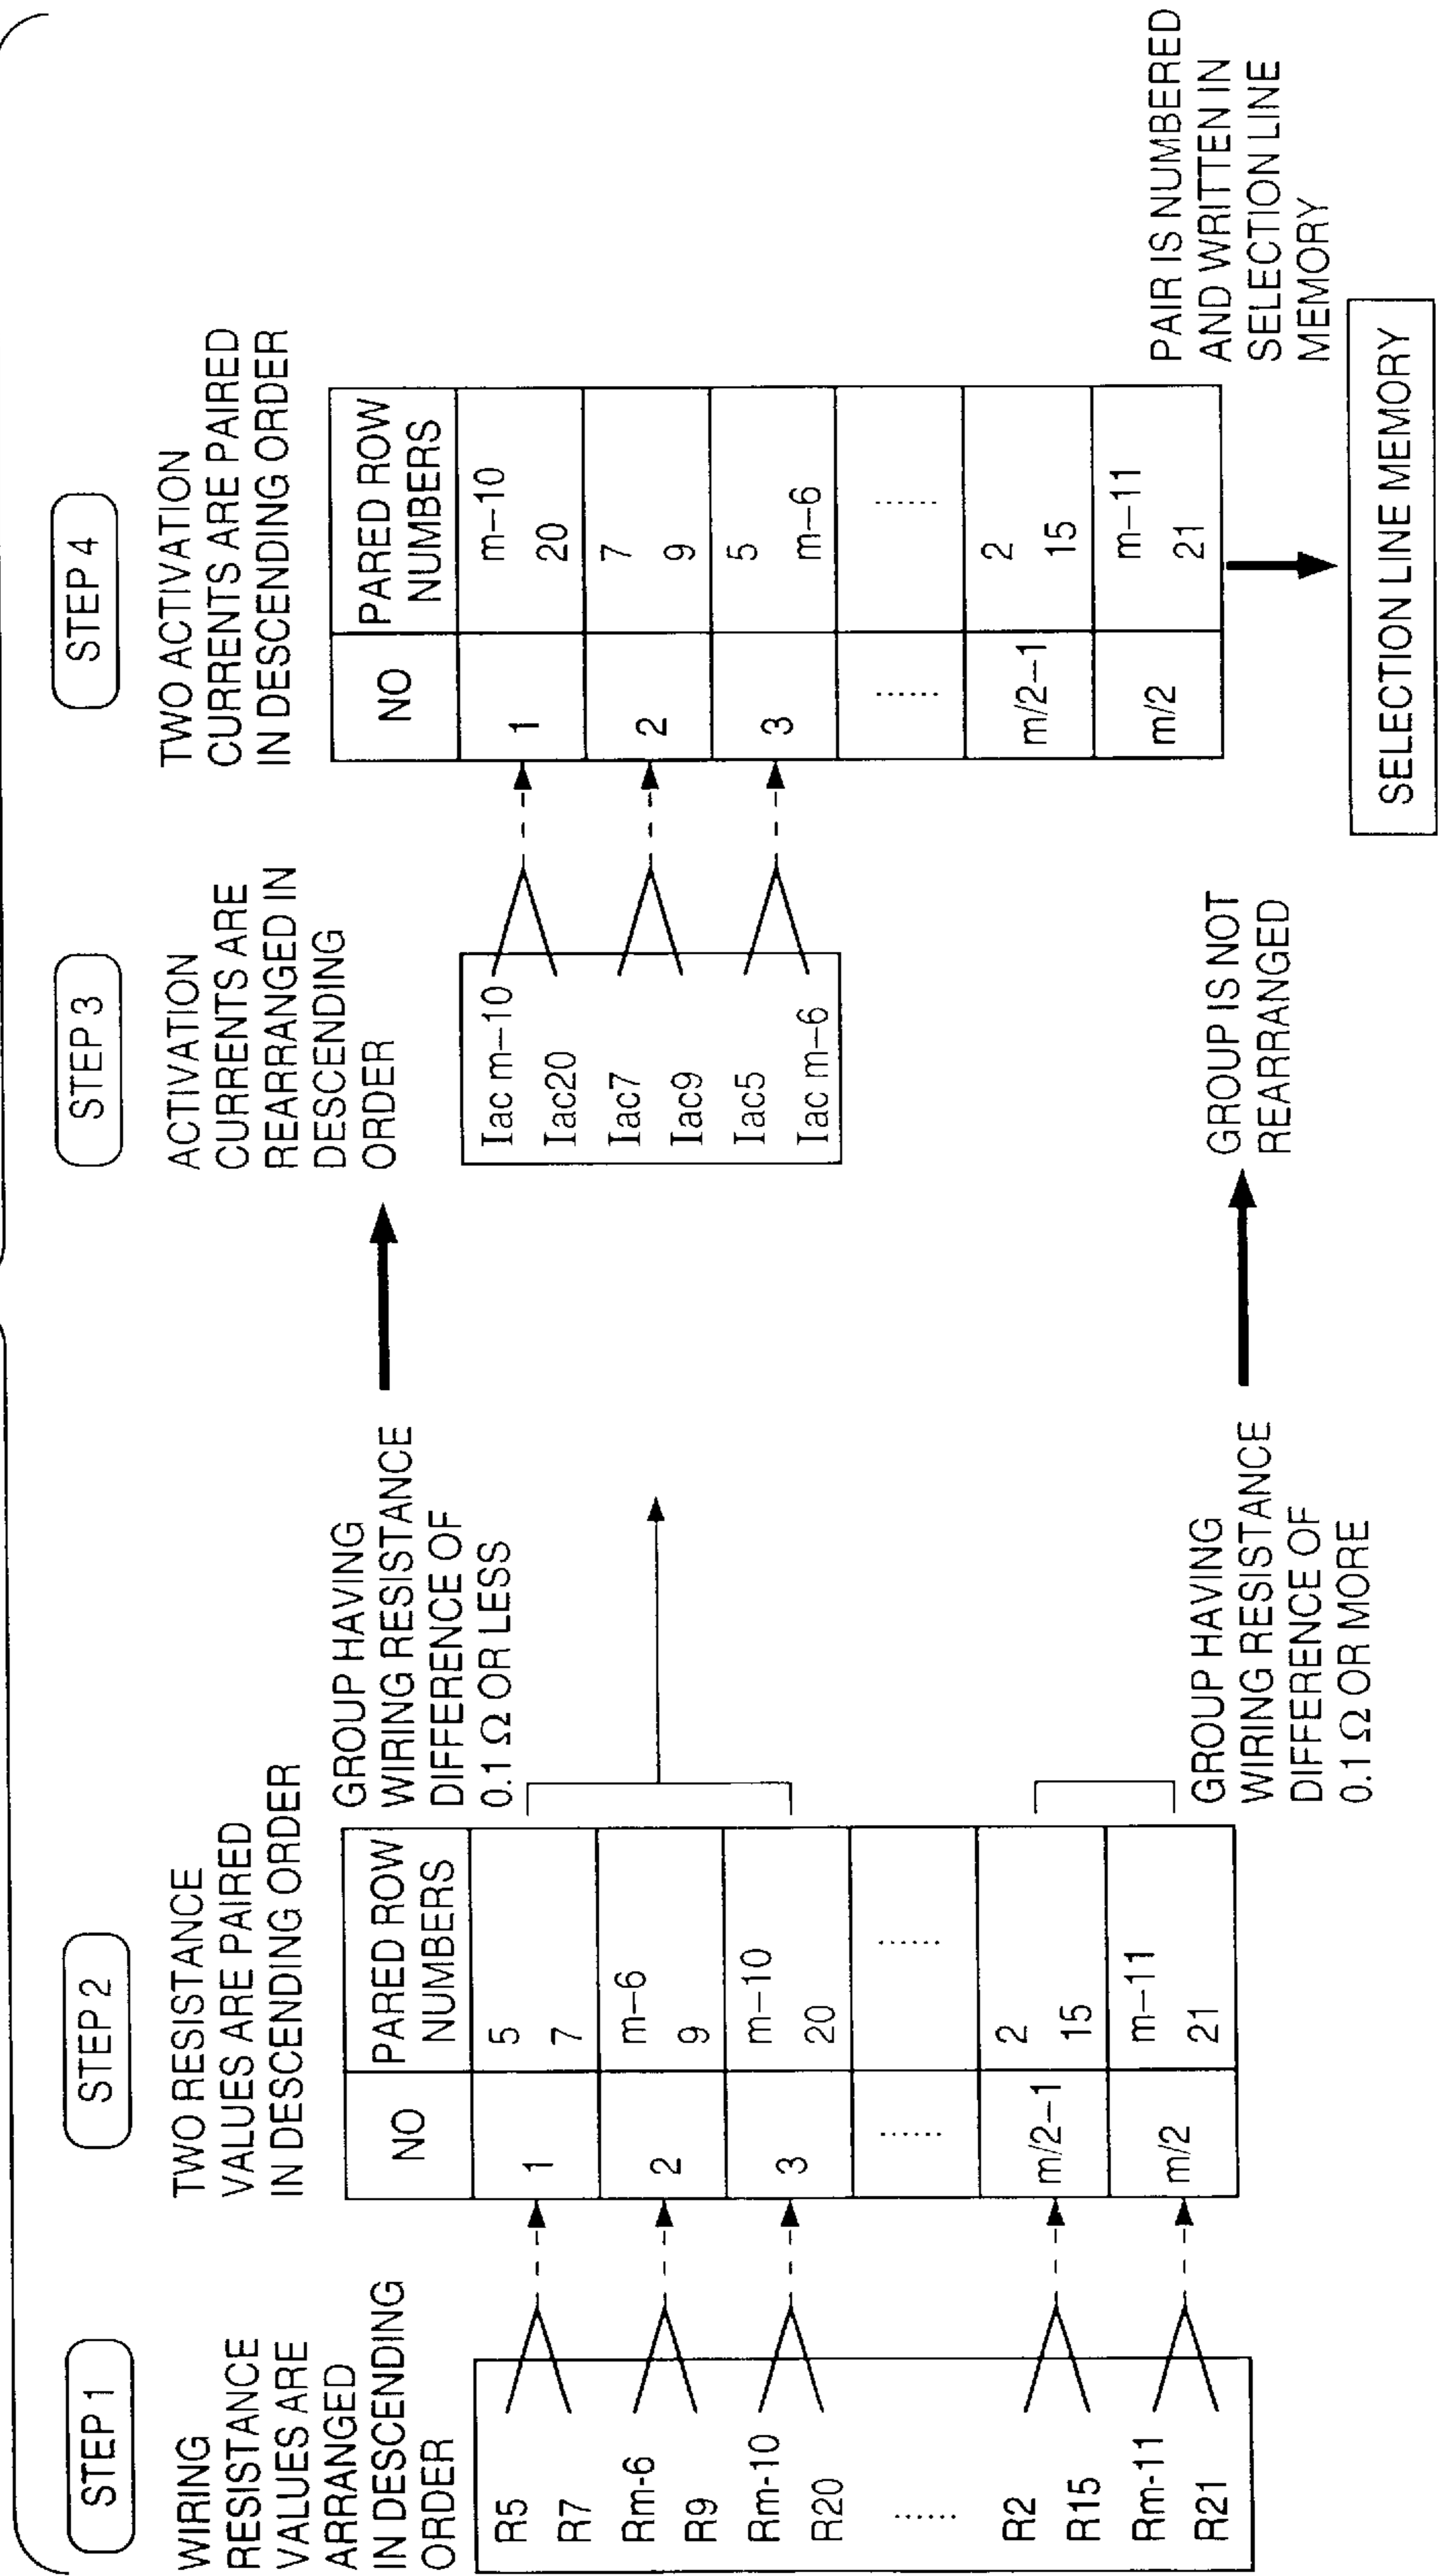 STEP 1
WIRING
RESISTANCE
VALUES ARE
ARRANGED
IN DESCENDING
ORDER
R5
R7
Rm-6
R9
Rm-10
R20
......
R2
R15
Rm-11
R21
STEP 2
TWO RESISTANCE
VALUES ARE PAIRED
IN DESCENDING ORDER
NO PARED ROW
NUMBERS
1 5
7
2 m-6
9
3 m-10
20
...... ......
m/2-1 2
15
m/2 m-11
21
GROUP HAVING
WIRING RESISTANCE
DIFFERENCE OF
0.1 Ω OR LESS
GROUP HAVING
WIRING RESISTANCE
DIFFERENCE OF
0.1 Ω OR MORE
STEP 3
ACTIVATION
CURRENTS ARE
REARRANGED IN
DESCENDING
ORDER
Iac m-10
Iac20
Iac7
Iac9
Iac5
Iac m-6
GROUP IS NOT
REARRANGED
STEP 4
TWO ACTIVATION
CURRENTS ARE PAIRED
IN DESCENDING ORDER
NO PARED ROW
NUMBERS
1 m-10
20
2 7
9
3 5
m-6
...... ......
m/2-1 2
15
m/2 m-11
21
PAIR IS NUMBERED
AND WRITTEN IN
SELECTION LINE
MEMORY
SELECTION LINE MEMORY